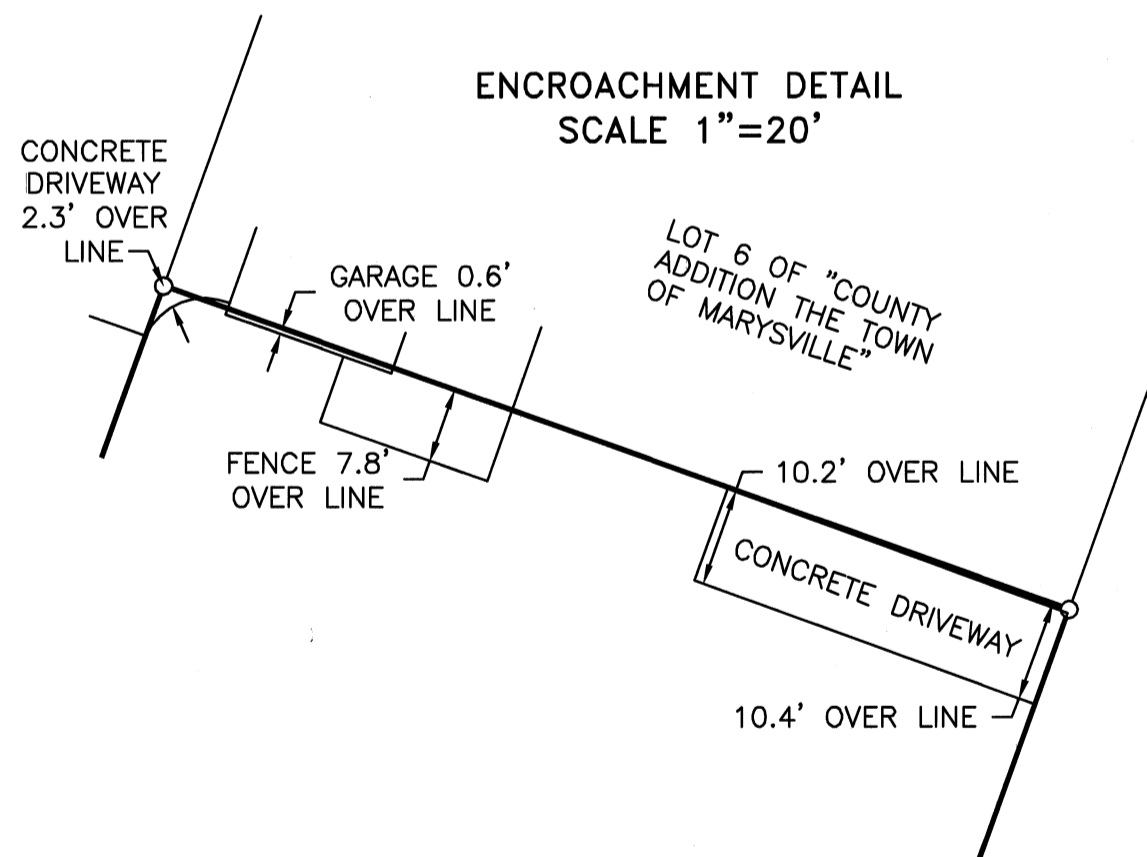 ENCROACHMENT DETAIL
SCALE 1"=20'
CONCRETE
DRIVEWAY
2.3' OVER
LINE
GARAGE 0.6'
OVER LINE
LOT 6 OF "COUNTY
ADDITION THE TOWN
OF MARYSVILLE"
FENCE 7.8'
OVER LINE
10.2' OVER LINE
CONCRETE DRIVEWAY
10.4' OVER LINE